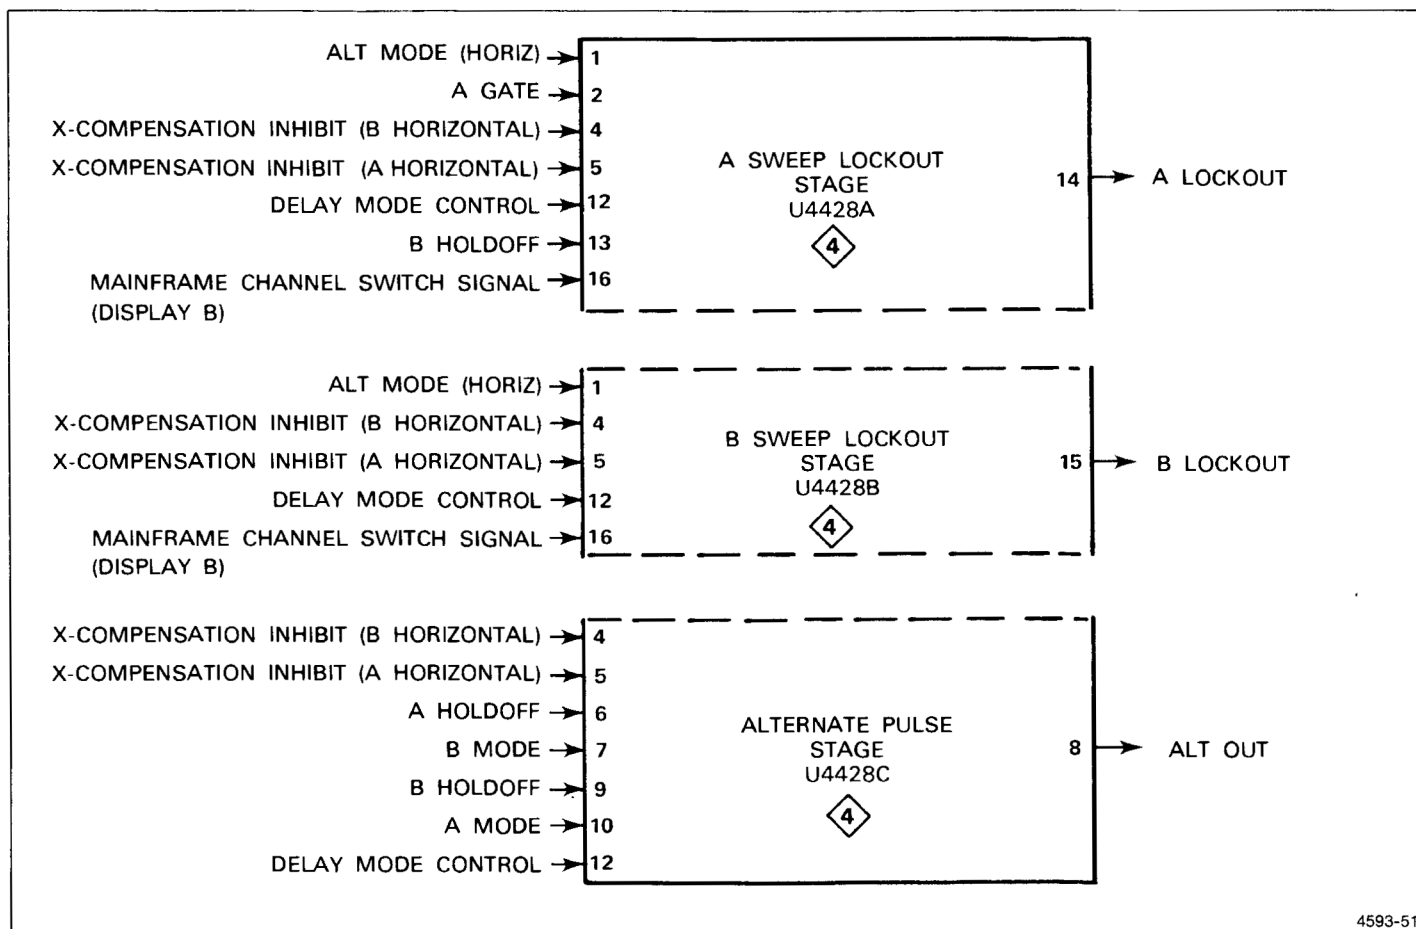 ALT MODE (HORIZ) 1
A GATE 2
X-COMPENSATION INHIBIT (B HORIZONTAL) 4
X-COMPENSATION INHIBIT (A HORIZONTAL) 5
DELAY MODE CONTROL 12
B HOLDOFF 13
MAINFRAME CHANNEL SWITCH SIGNAL 16
(DISPLAY B)
A SWEEP LOCKOUT
STAGE
U4428A
4
14 A LOCKOUT
ALT MODE (HORIZ) 1
X-COMPENSATION INHIBIT (B HORIZONTAL) 4
X-COMPENSATION INHIBIT (A HORIZONTAL) 5
DELAY MODE CONTROL 12
MAINFRAME CHANNEL SWITCH SIGNAL 16
(DISPLAY B)
B SWEEP LOCKOUT
STAGE
U4428B
4
15 B LOCKOUT
X-COMPENSATION INHIBIT (B HORIZONTAL) 4
X-COMPENSATION INHIBIT (A HORIZONTAL) 5
A HOLDOFF 6
B MODE 7
B HOLDOFF 9
A MODE 10
DELAY MODE CONTROL 12
ALTERNATE PULSE
STAGE
U4428C
4
8 ALT OUT
4593-51